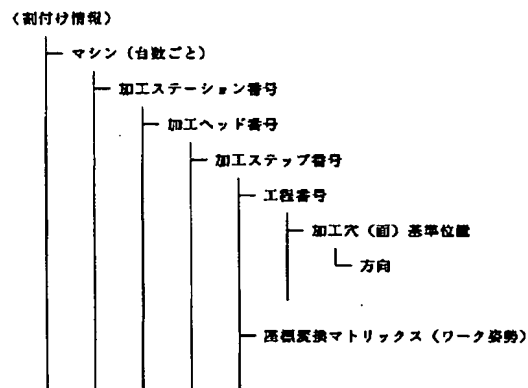 (割付け情報)
マシン(台数ごと)
加工ステーション番号
加工ヘッド番号
加工ステップ番号
工程番号
加工穴(面)基準位置
方向
座標変換マトリックス(ワーク姿勢)